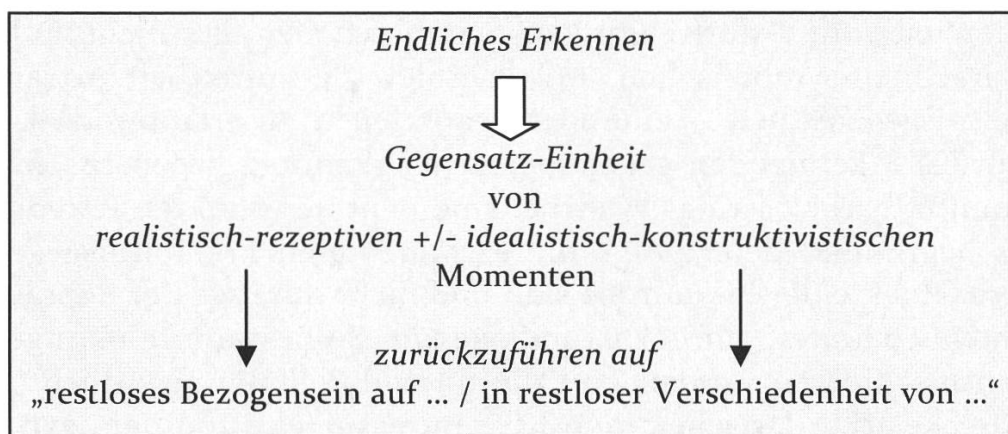 Endliches Erkennen
Gegensatz-Einheit
von
realistisch-rezeptiven +/- idealistisch-konstruktivistischen
Momenten
zurückzuführen auf
„restloses Bezogensein auf ... / in restloser Verschiedenheit von ...“